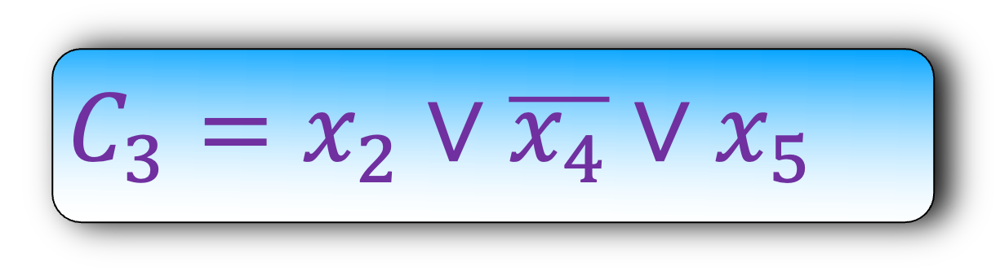 C₃ = x₂ ∨ x̅₄̅ ∨ x₅